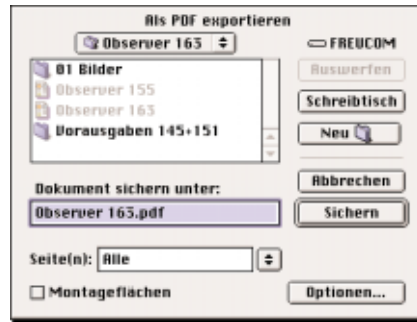 Als PDF exportieren
Observer 163
FREUCOM
01 Bilder
Observer 155
Observer 163
Vorausgaben 145+151
Auswerfen
Schreibtisch
Neu
Dokument sichern unter:
Observer 163.pdf
Abbrechen
Sichern
Seite(n): Alle
Montageflächen
Optionen...